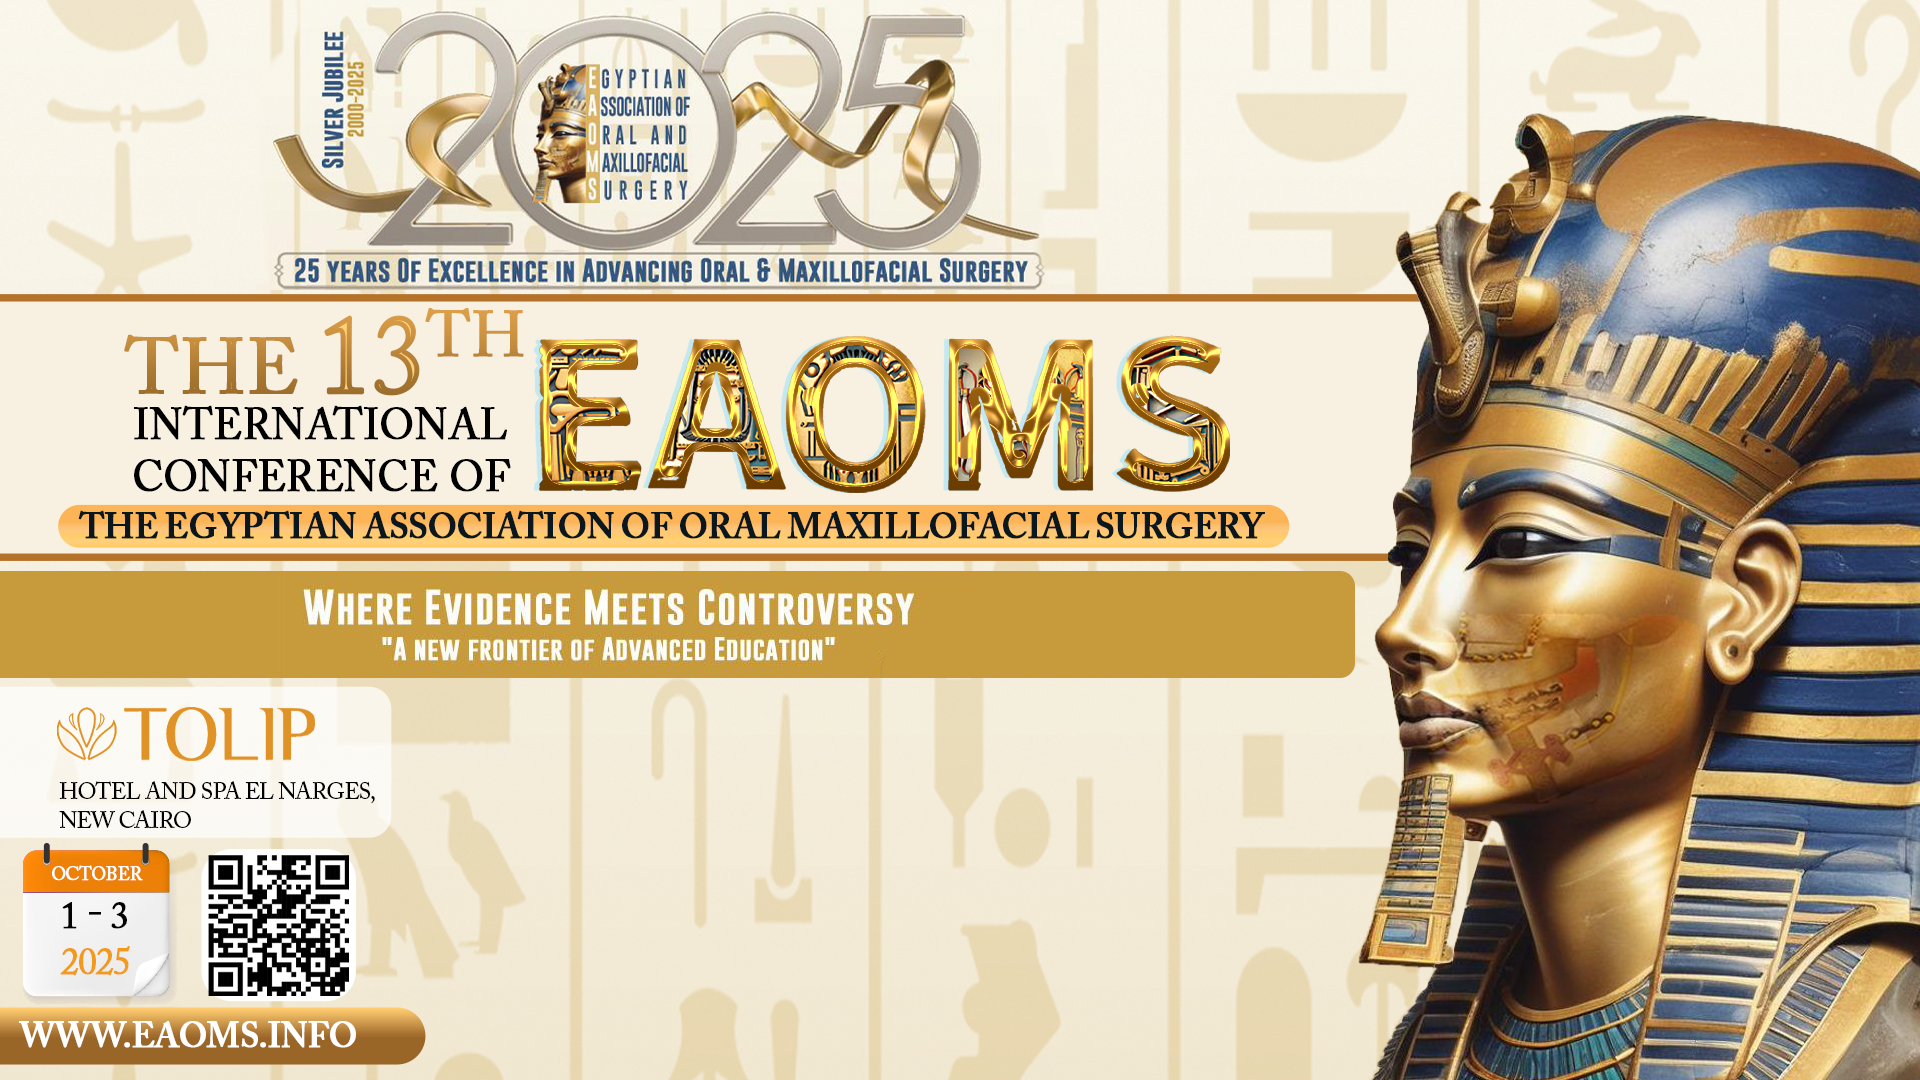 SILVER JUBILEE
2000-2025
2025
EGYPTIAN
ASSOCIATION OF
ORAL AND
MAXILLOFACIAL
SURGERY
25 YEARS OF EXCELLENCE IN ADVANCING ORAL & MAXILLOFACIAL SURGERY
THE 13TH
INTERNATIONAL
CONFERENCE OF
EAOMS
THE EGYPTIAN ASSOCIATION OF ORAL MAXILLOFACIAL SURGERY
WHERE EVIDENCE MEETS CONTROVERSY
"A NEW FRONTIER OF ADVANCED EDUCATION"
TOLIP
HOTEL AND SPA EL NARGES,
NEW CAIRO
OCTOBER
1 - 3
2025
WWW.EAOMS.INFO